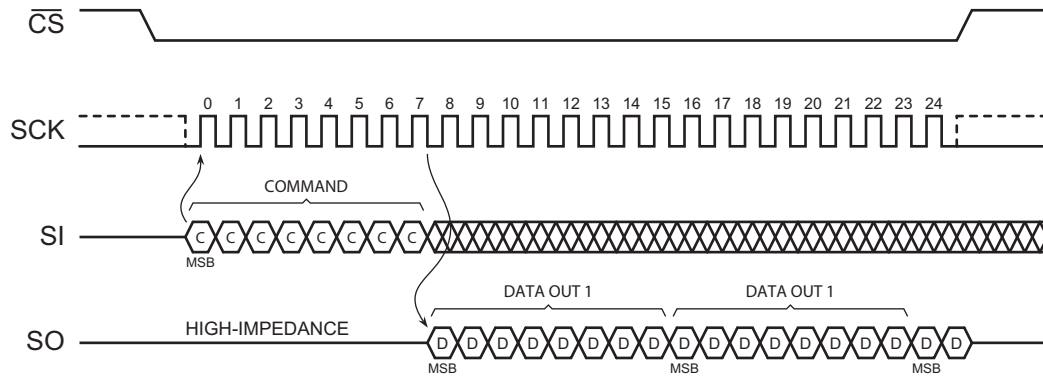 CS
0 1 2 3 4 5 6 7 8 9 10 11 12 13 14 15 16 17 18 19 20 21 22 23 24
SCK
COMMAND
SI
C C C C C C C C
MSB
DATA OUT 1 DATA OUT 1
HIGH-IMPEDANCE
SO
D D D D D D D D D D D D D D D D D D
MSB MSB MSB